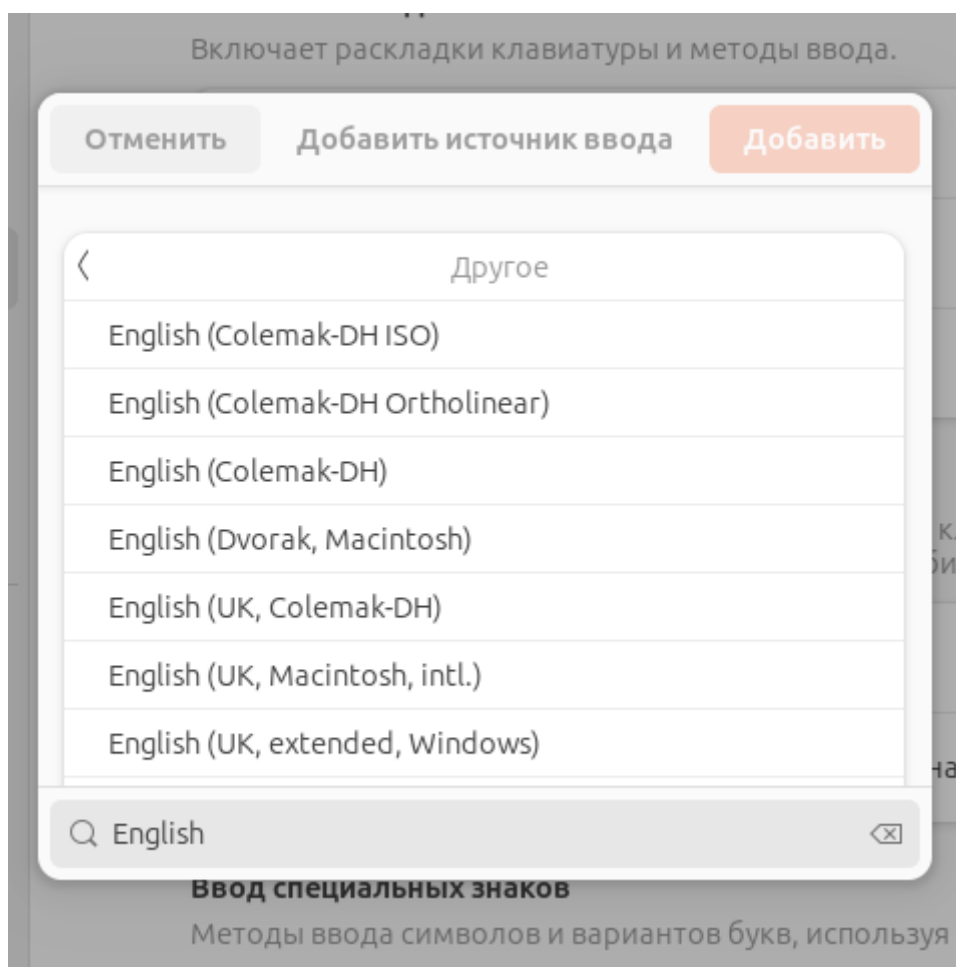 Включает раскладки клавиатуры и методы ввода.
Отменить
Добавить источник ввода
Добавить
Другое
English (Colemak-DH ISO)
English (Colemak-DH Ortholinear)
English (Colemak-DH)
English (Dvorak, Macintosh)
English (UK, Colemak-DH)
English (UK, Macintosh, intl.)
English (UK, extended, Windows)
English
Ввод специальных знаков
Методы ввода символов и вариантов букв, используя